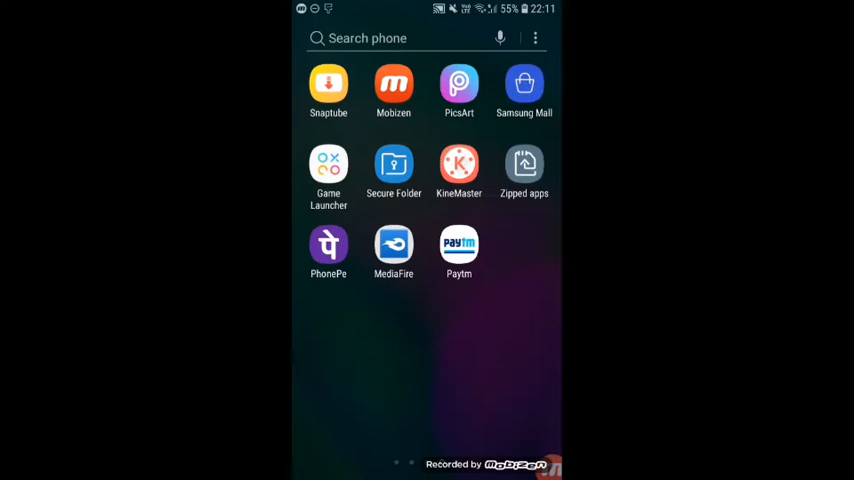 55% 22:11
Search phone
Snaptube Mobizen PicsArt Samsung Mall
Game Launcher Secure Folder KineMaster Zipped apps
पे paytm
PhonePe MediaFire Paytm
Recorded by mobizen